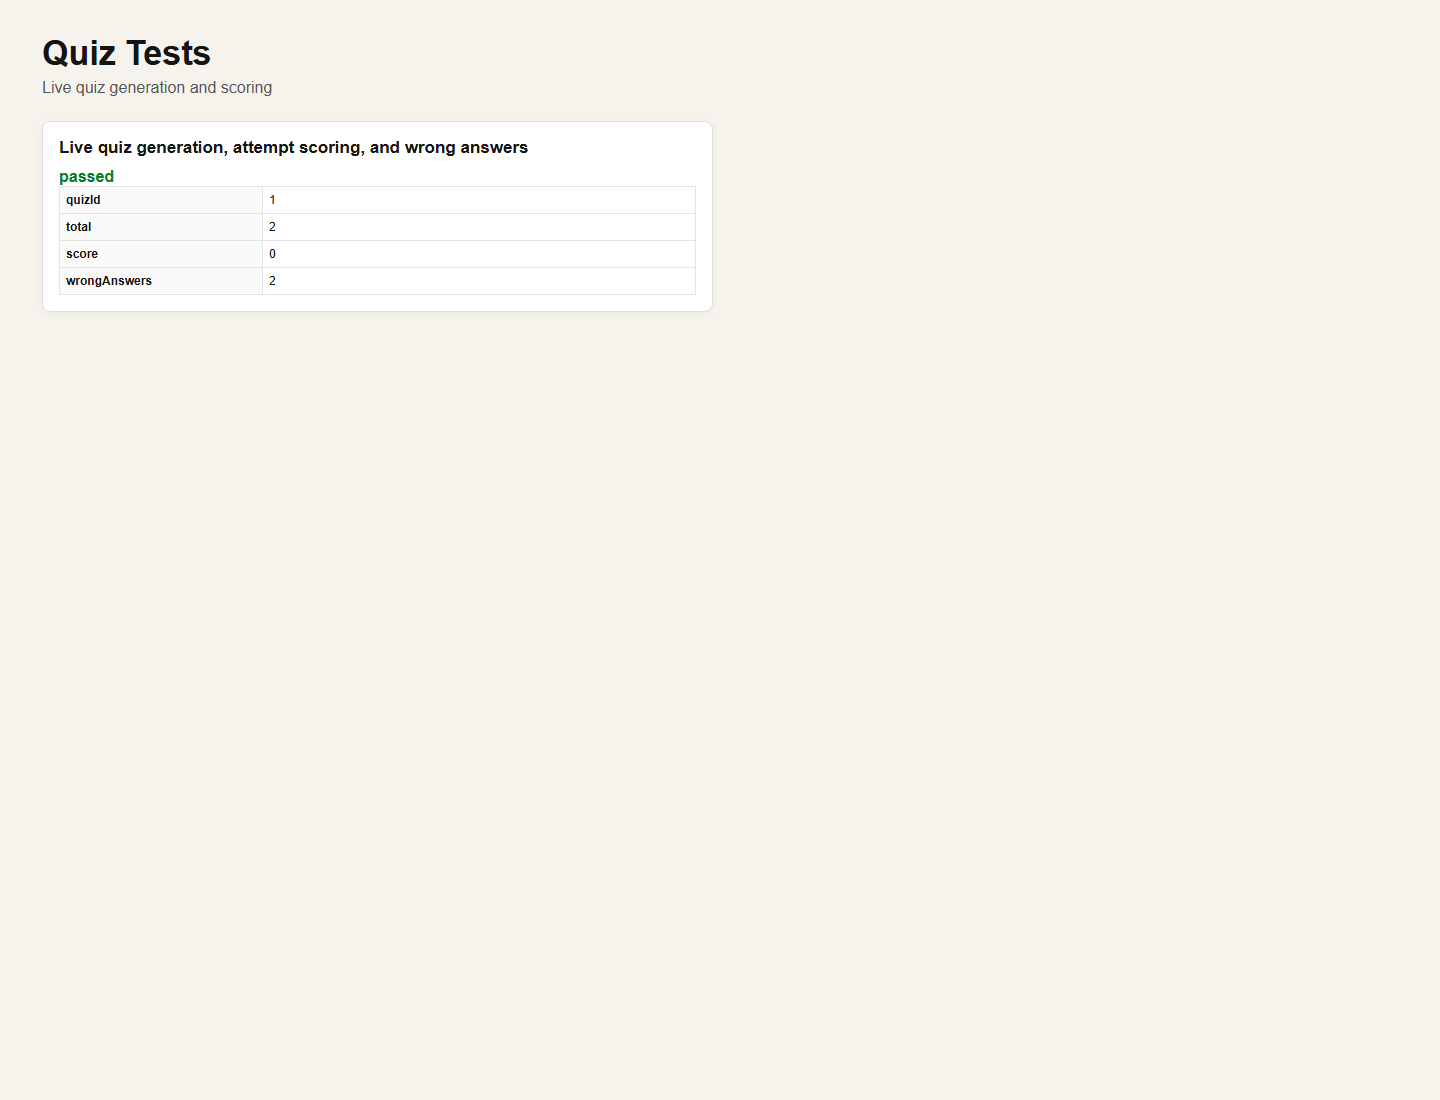 Quiz Tests
Live quiz generation and scoring
Live quiz generation, attempt scoring, and wrong answers
passed
quizId 1
total 2
score 0
wrongAnswers 2